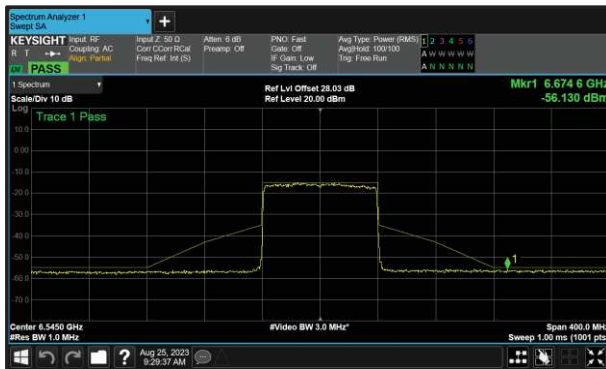 Spectrum Analyzer 1
Swept SA
KEYSIGHT
R T
PASS
Input: RF
Coupling: AC
Align: Partial
Input Z: 50 Ω
Corr CCorr RCal
Freq Ref: Int (S)
Atten: 6 dB
Preamp: Off
PNO: Fast
Gate: Off
IF Gain: Low
Sig Track: Off
Avg Type: Power (RMS)
Avg|Hold: 100/100
Trig: Free Run
1 2 3 4 5 6
A W W W W W
A N N N N N
1 Spectrum
Scale/Div 10 dB
Ref Lvl Offset 28.03 dB
Ref Level 20.00 dBm
Mkr1 6.674 6 GHz
-56.130 dBm
Log
Trace 1 Pass
10.0
0.00
-10.0
-20.0
-30.0
-40.0
-50.0
-60.0
-70.0
1
Center 6.5450 GHz
#Res BW 1.0 MHz
#Video BW 3.0 MHz*
Span 400.0 MHz
Sweep 1.00 ms (1001 pts)
?
Aug 25, 2023
9:29:37 AM